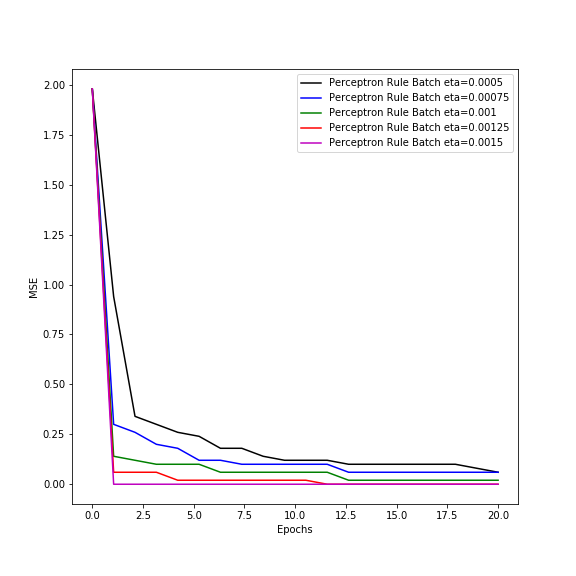 Perceptron Rule Batch eta=0.0005
Perceptron Rule Batch eta=0.00075
Perceptron Rule Batch eta=0.001
Perceptron Rule Batch eta=0.00125
Perceptron Rule Batch eta=0.0015
2.00
1.75
1.50
1.25
1.00
0.75
0.50
0.25
0.00
MSE
0.0 2.5 5.0 7.5 10.0 12.5 15.0 17.5 20.0
Epochs